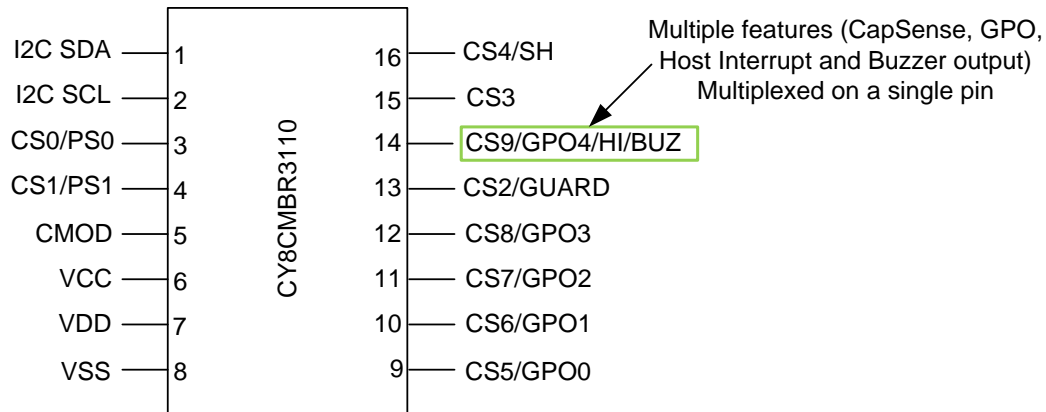 Multiple features (CapSense, GPO,
Host Interrupt and Buzzer output)
Multiplexed on a single pin
I2C SDA 1
I2C SCL 2
CS0/PS0 3
CS1/PS1 4
CMOD 5
VCC 6
VDD 7
VSS 8
CY8CMBR3110
16 CS4/SH
15 CS3
14 CS9/GPO4/HI/BUZ
13 CS2/GUARD
12 CS8/GPO3
11 CS7/GPO2
10 CS6/GPO1
9 CS5/GPO0